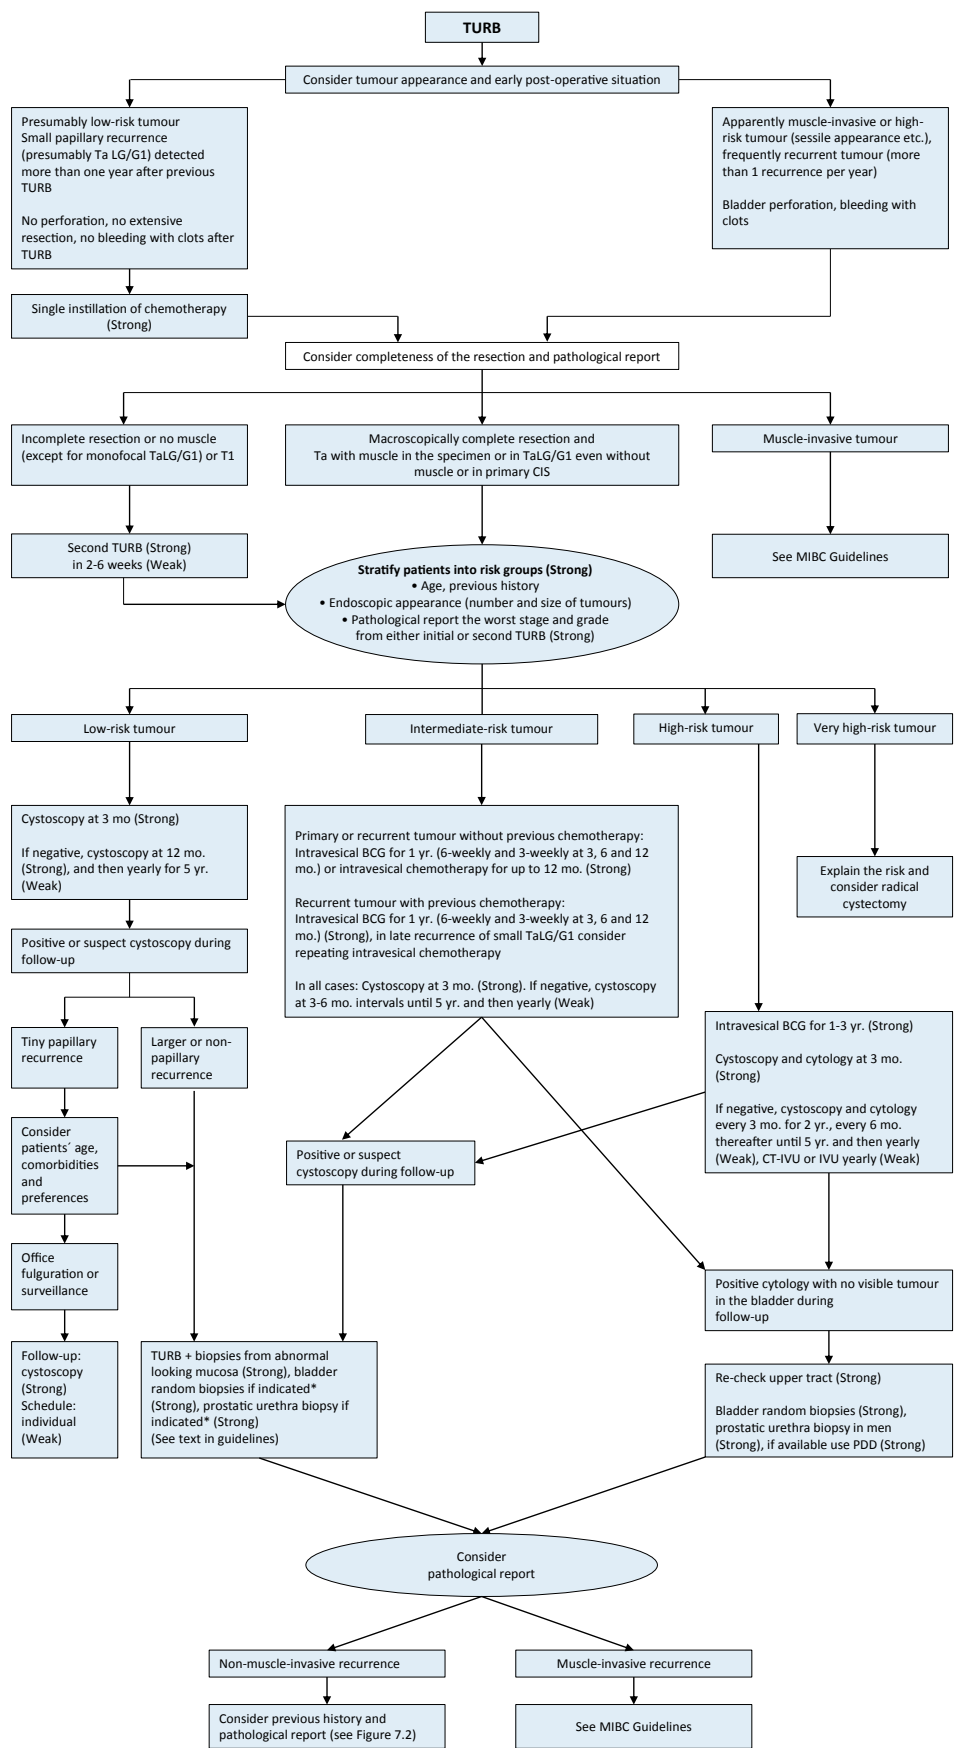 TURB
Consider tumour appearance and early post-operative situation
Presumably low-risk tumour
Small papillary recurrence
(presumably Ta LG/G1) detected
more than one year after previous
TURB
No perforation, no extensive
resection, no bleeding with clots after
TURB
Apparently muscle-invasive or high-
risk tumour (sessile appearance etc.),
frequently recurrent tumour (more
than 1 recurrence per year)
Bladder perforation, bleeding with
clots
Single instillation of chemotherapy
(Strong)
Consider completeness of the resection and pathological report
Incomplete resection or no muscle
(except for monofocal TaLG/G1) or T1
Macroscopically complete resection and
Ta with muscle in the specimen or in TaLG/G1 even without
muscle or in primary CIS
Muscle-invasive tumour
Second TURB (Strong)
in 2-6 weeks (Weak)
See MIBC Guidelines
Stratify patients into risk groups (Strong)
• Age, previous history
• Endoscopic appearance (number and size of tumours)
• Pathological report the worst stage and grade
from either initial or second TURB (Strong)
Low-risk tumour
Intermediate-risk tumour
High-risk tumour
Very high-risk tumour
Cystoscopy at 3 mo (Strong)
If negative, cystoscopy at 12 mo.
(Strong), and then yearly for 5 yr.
(Weak)
Primary or recurrent tumour without previous chemotherapy:
Intravesical BCG for 1 yr. (6-weekly and 3-weekly at 3, 6 and 12
mo.) or intravesical chemotherapy for up to 12 mo. (Strong)
Recurrent tumour with previous chemotherapy:
Intravesical BCG for 1 yr. (6-weekly and 3-weekly at 3, 6 and 12
mo.) (Strong), in late recurrence of small TaLG/G1 consider
repeating intravesical chemotherapy
In all cases: Cystoscopy at 3 mo. (Strong). If negative, cystoscopy
at 3-6 mo. intervals until 5 yr. and then yearly (Weak)
Explain the risk and
consider radical
cystectomy
Positive or suspect cystoscopy during
follow-up
Tiny papillary
recurrence
Larger or non-
papillary
recurrence
Intravesical BCG for 1-3 yr. (Strong)
Cystoscopy and cytology at 3 mo.
(Strong)
If negative, cystoscopy and cytology
every 3 mo. for 2 yr., every 6 mo.
thereafter until 5 yr. and then yearly
(Weak), CT-IVU or IVU yearly (Weak)
Consider
patients´ age,
comorbidities
and
preferences
Positive or suspect
cystoscopy during follow-up
Office
fulguration or
surveillance
Positive cytology with no visible tumour
in the bladder during
follow-up
Follow-up:
cystoscopy
(Strong)
Schedule:
individual
(Weak)
TURB + biopsies from abnormal
looking mucosa (Strong), bladder
random biopsies if indicated*
(Strong), prostatic urethra biopsy if
indicated* (Strong)
(See text in guidelines)
Re-check upper tract (Strong)
Bladder random biopsies (Strong),
prostatic urethra biopsy in men
(Strong), if available use PDD (Strong)
Consider
pathological report
Non-muscle-invasive recurrence
Muscle-invasive recurrence
Consider previous history and
pathological report (see Figure 7.2)
See MIBC Guidelines